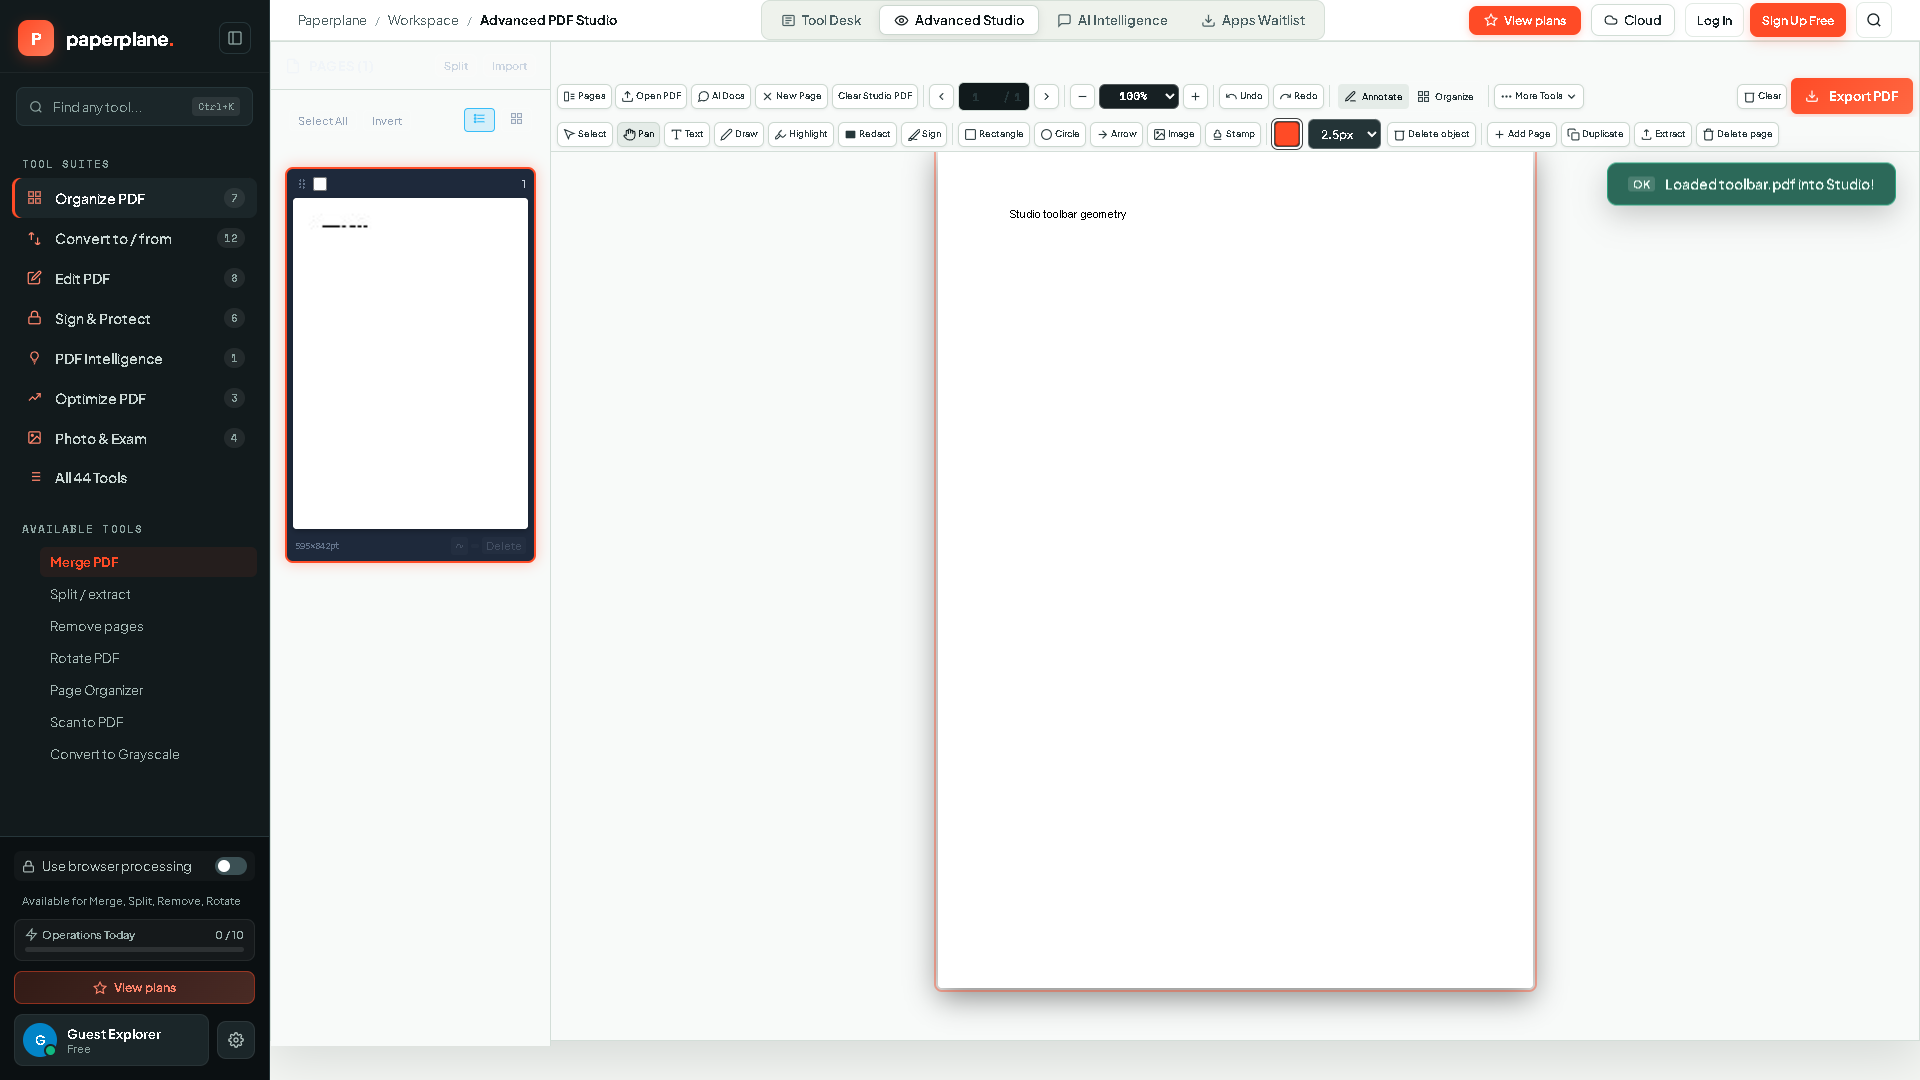 P paperplane.
Find any tool... Ctrl+K
TOOL SUITES
Organize PDF 7
Convert to / from 12
Edit PDF 8
Sign & Protect 6
PDF Intelligence 1
Optimize PDF 3
Photo & Exam 4
All 44 Tools
AVAILABLE TOOLS
Merge PDF
Split / extract
Remove pages
Rotate PDF
Page Organizer
Scan to PDF
Convert to Grayscale
Use browser processing
Available for Merge, Split, Remove, Rotate
Operations Today 0 / 10
View plans
G Guest Explorer
Free
Paperplane / Workspace / Advanced PDF Studio
Tool Desk Advanced Studio AI Intelligence Apps Waitlist
View plans Cloud Log In Sign Up Free
Split Import
Select All Invert
1
595×842pt Delete
Pages Open PDF AI Docs New Page Clear Studio PDF 1 / 1 100% Undo Redo Annotate Organize More Tools Clear Export PDF
Select Pan Text Draw Highlight Redact Sign Rectangle Circle Arrow Image Stamp 2.5px Delete object Add Page Duplicate Extract Delete page
OK Loaded toolbar.pdf into Studio!
Studio toolbar geometry